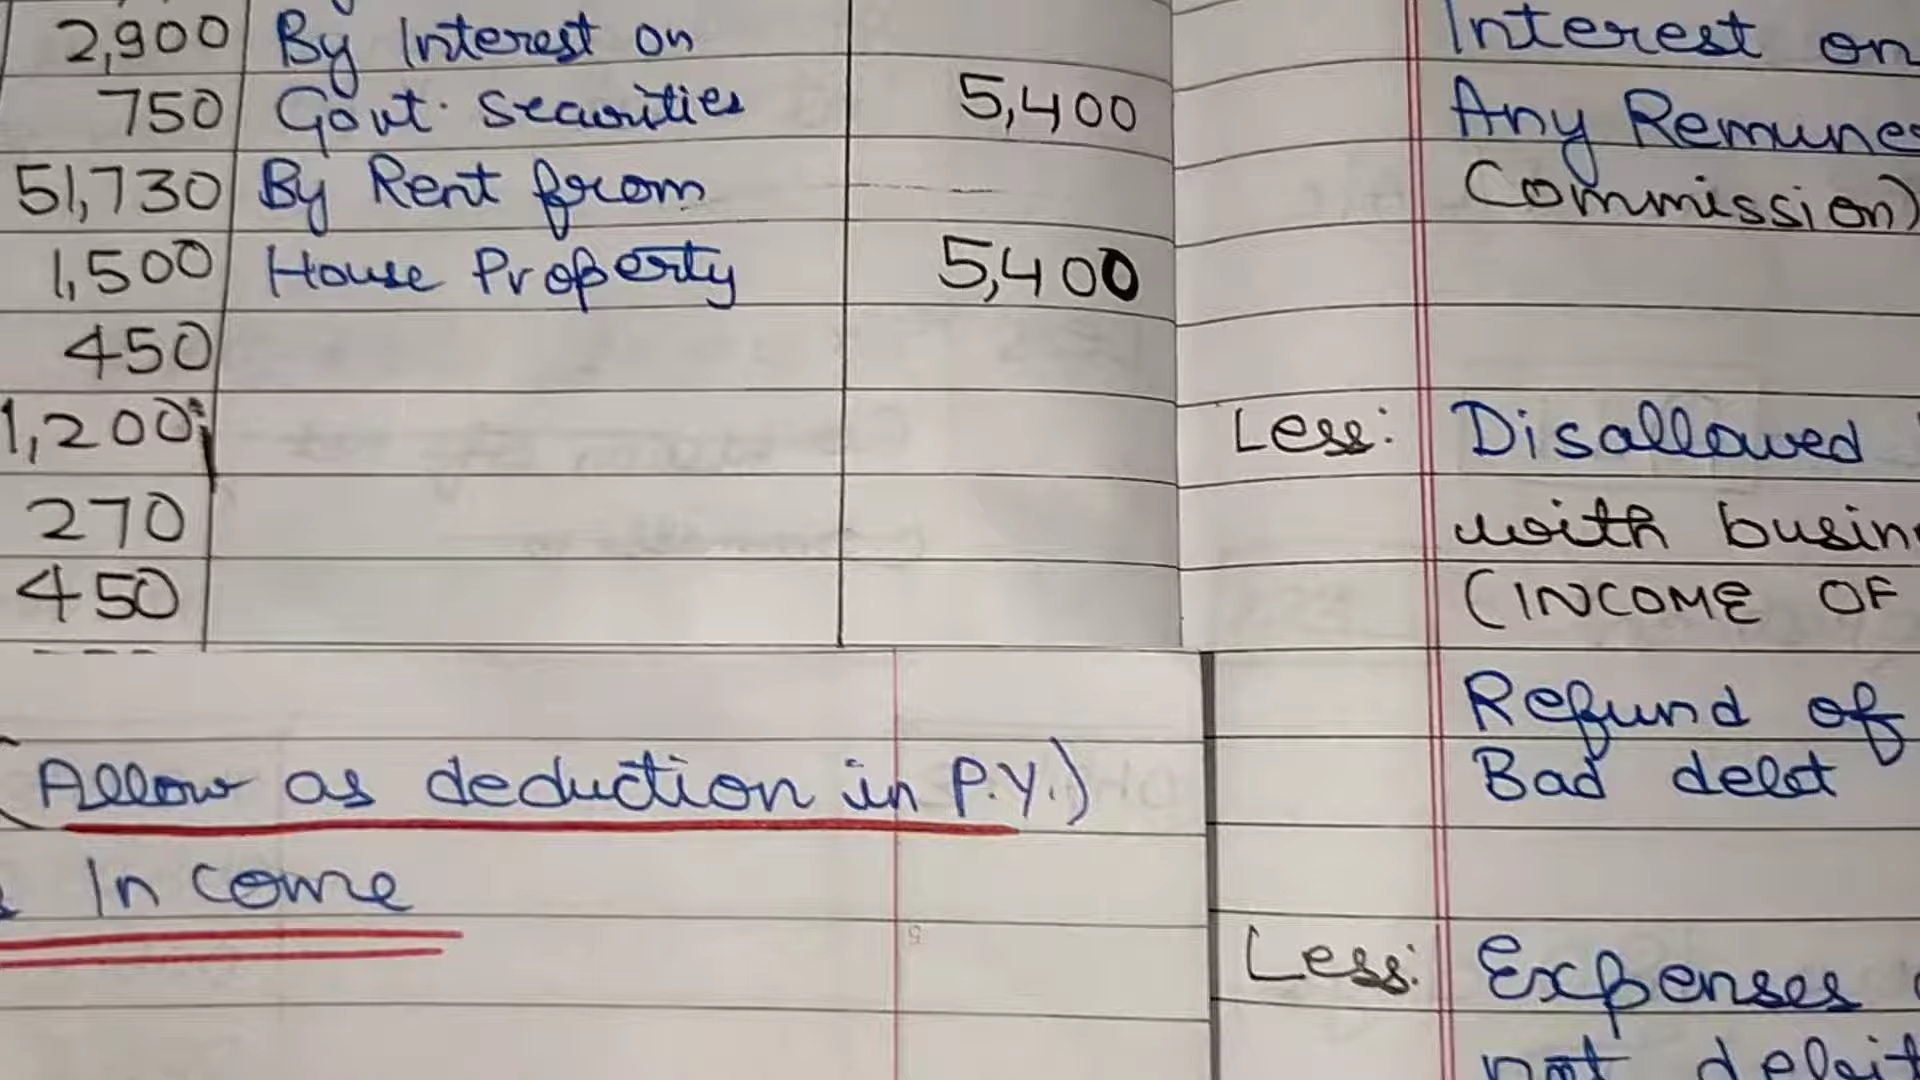 2,900 By Interest on
750 Govt. Securities 5,400
51,730 By Rent from
1,500 House Property 5,400
450
1,200
270
450
(Allow as deduction in P.Y.)
Income
Interest on
Any
Commission)
Less: Disallowed
with
(INCOME OF
Refund of
Bad debt
Less: Expenses
not